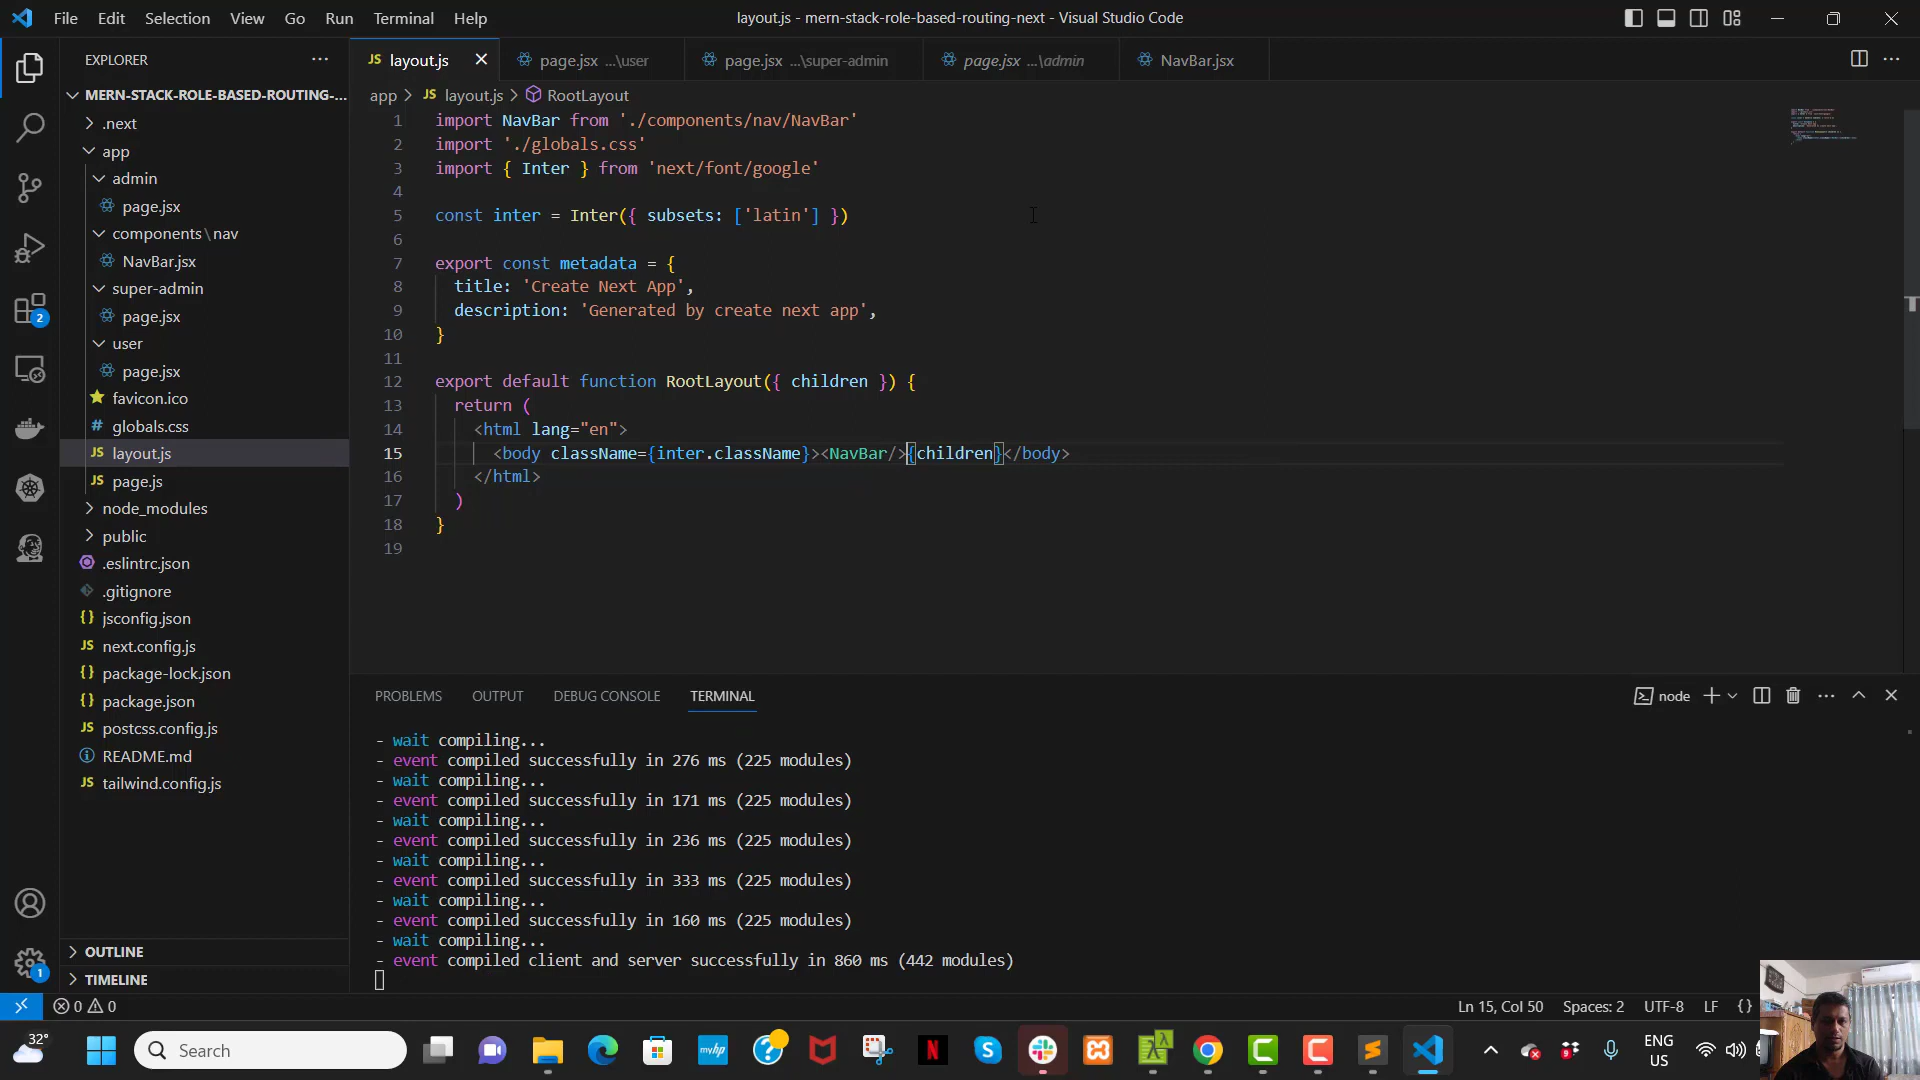 File Edit Selection View Go Run Terminal Help
layout.js - mern-stack-role-based-routing-next - Visual Studio Code
EXPLORER
MERN-STACK-ROLE-BASED-ROUTING-...
.next
app
admin
page.jsx
components\nav
NavBar.jsx
super-admin
page.jsx
user
page.jsx
favicon.ico
globals.css
layout.js
page.js
node_modules
public
.eslintrc.json
.gitignore
jsconfig.json
next.config.js
package-lock.json
package.json
postcss.config.js
README.md
tailwind.config.js
OUTLINE
TIMELINE
2
1
JS layout.js page.jsx ...\user page.jsx ...\super-admin page.jsx ...\admin NavBar.jsx
app > JS layout.js > RootLayout
1 import NavBar from './components/nav/NavBar'
2 import './globals.css'
3 import { Inter } from 'next/font/google'
4
5 const inter = Inter({ subsets: ['latin'] })
6
7 export const metadata = {
8 title: 'Create Next App',
9 description: 'Generated by create next app',
10 }
11
12 export default function RootLayout({ children }) {
13 return (
14 <html lang="en">
15 <body className={inter.className}><NavBar/>{children}</body>
16 </html>
17 )
18 }
19
PROBLEMS OUTPUT DEBUG CONSOLE TERMINAL
node
- wait compiling...
- event compiled successfully in 276 ms (225 modules)
- wait compiling...
- event compiled successfully in 171 ms (225 modules)
- wait compiling...
- event compiled successfully in 236 ms (225 modules)
- wait compiling...
- event compiled successfully in 333 ms (225 modules)
- wait compiling...
- event compiled successfully in 160 ms (225 modules)
- wait compiling...
- event compiled client and server successfully in 860 ms (442 modules)
0 0
Ln 15, Col 50 Spaces: 2 UTF-8 LF {}
32°
Search
ENG
US